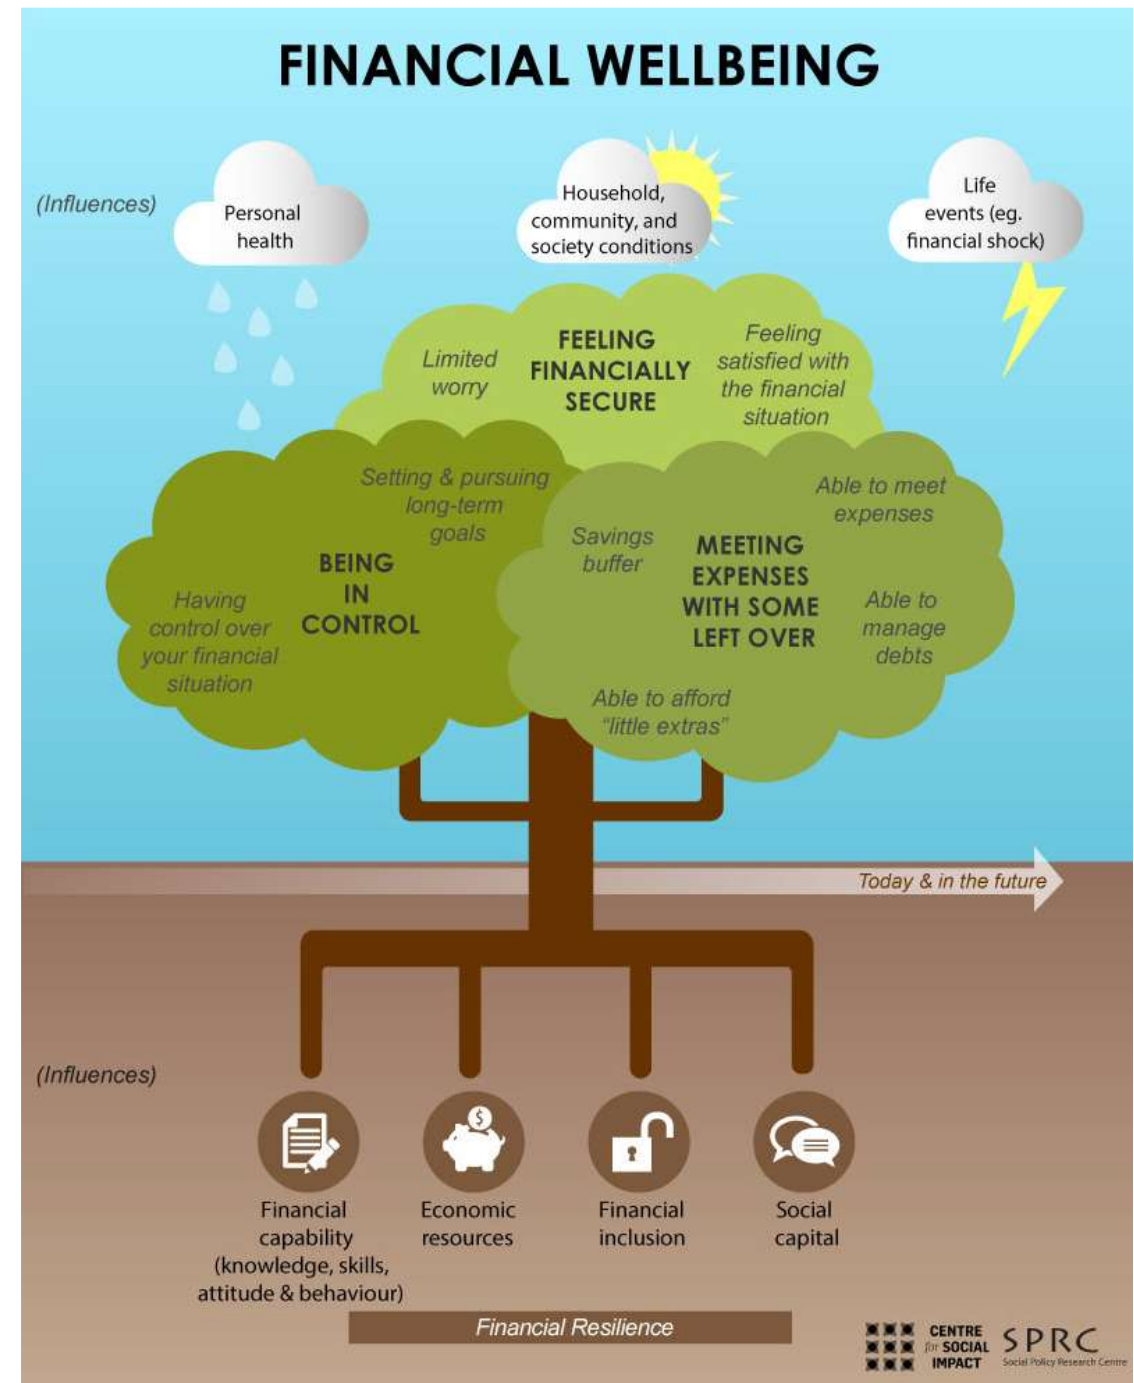 FINANCIAL WELLBEING
(Influences)
Personal
health
Household,
community, and
society conditions
Life
events (eg.
financial shock)
Limited
worry
FEELING
FINANCIALLY
SECURE
Feeling
satisfied with
the financial
situation
Setting & pursuing
long-term
goals
BEING
IN
CONTROL
Having
control over
your financial
situation
Savings
buffer
MEETING
EXPENSES
WITH SOME
LEFT OVER
Able to meet
expenses
Able to
manage
debts
Able to afford
“little extras”
Today & in the future
(Influences)
$
Financial
capability
(knowledge, skills,
attitude & behaviour)
Economic
resources
Financial
inclusion
Social
capital
Financial Resilience
CENTRE
for SOCIAL
IMPACT
SPRC
Social Policy Research Centre